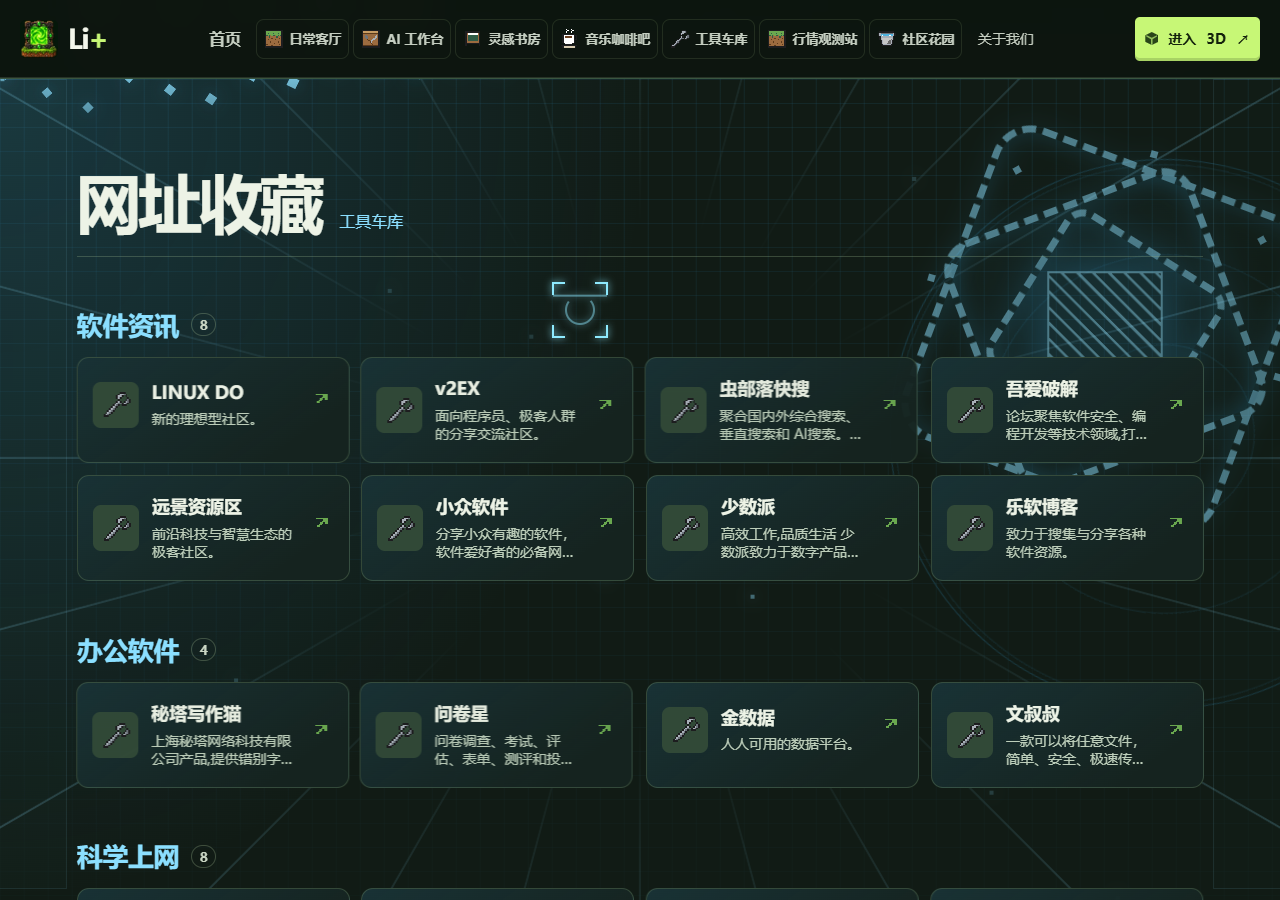 Li+
首页
日常客厅
AI 工作台
灵感书房
音乐咖啡吧
工具车库
行情观测站
社区花园
关于我们
进入 3D ↗
网址收藏 工具车库
软件资讯 8
LINUX DO
新的理想型社区。
v2EX
面向程序员、极客人群
的分享交流社区。
虫部落快搜
聚合国内外综合搜索、
垂直搜索和 AI搜索。...
吾爱破解
论坛聚焦软件安全、编
程开发等技术领域,打...
远景资源区
前沿科技与智慧生态的
极客社区。
小众软件
分享小众有趣的软件，
软件爱好者的必备网...
少数派
高效工作,品质生活 少
数派致力于数字产品...
乐软博客
致力于搜集与分享各种
软件资源。
办公软件 4
秘塔写作猫
上海秘塔网络科技有限
公司产品,提供错别字...
问卷星
问卷调查、考试、评
估、表单、测评和投...
金数据
人人可用的数据平台。
文叔叔
一款可以将任意文件，
简单、安全、极速传...
科学上网 8